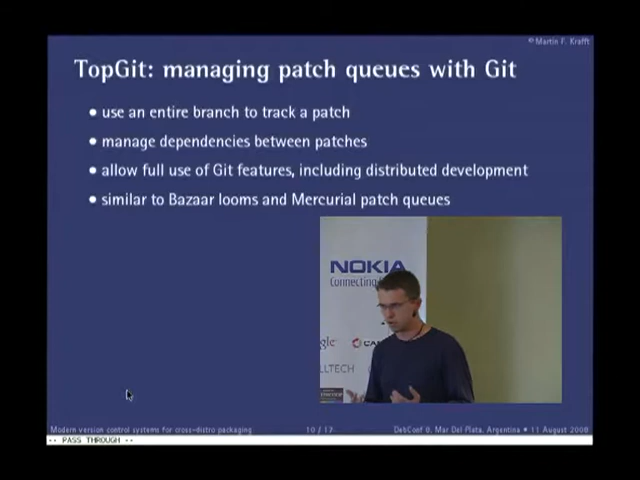 © Martin F. Krafft
TopGit: managing patch queues with Git
• use an entire branch to track a patch
• manage dependencies between patches
• allow full use of Git features, including distributed development
• similar to Bazaar looms and Mercurial patch queues
NOKIA
Connecting
gle
LLTECH
Modern version control systems for cross-distro packaging
10 / 17
DebConf 8, Mar Del Plata, Argentina • 11 August 2008
-- PASS THROUGH --